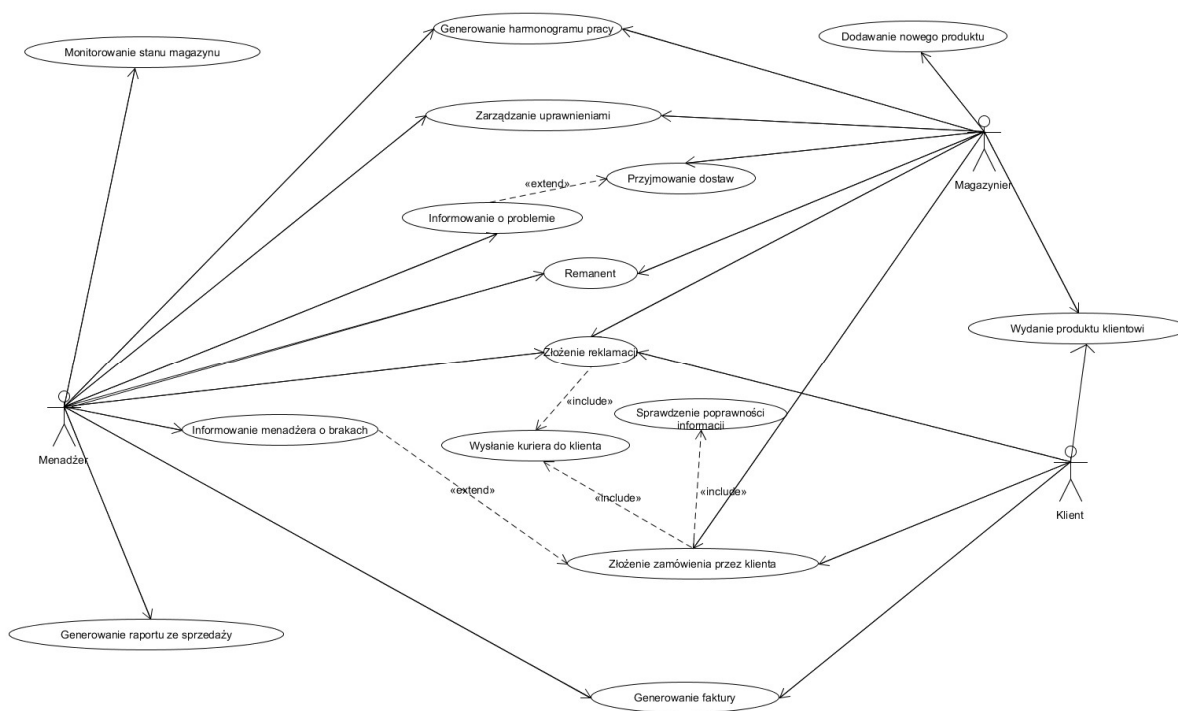 Generowanie harmonogramu pracy
Dodawanie nowego produktu
Monitorowanie stanu magazynu
Zarządzanie uprawnieniami
Przyjmowanie dostaw
Magazynier
«extend»
Informowanie o problemie
Remanent
Wydanie produktu klientowi
Złożenie reklamacji
«include»
Sprawdzenie poprawności
informacji
Informowanie menadżera o brakach
Wysłanie kuriera do klienta
Menadżer
«extend»
«include»
«include»
Klient
Złożenie zamówienia przez klienta
Generowanie raportu ze sprzedaży
Generowanie faktury